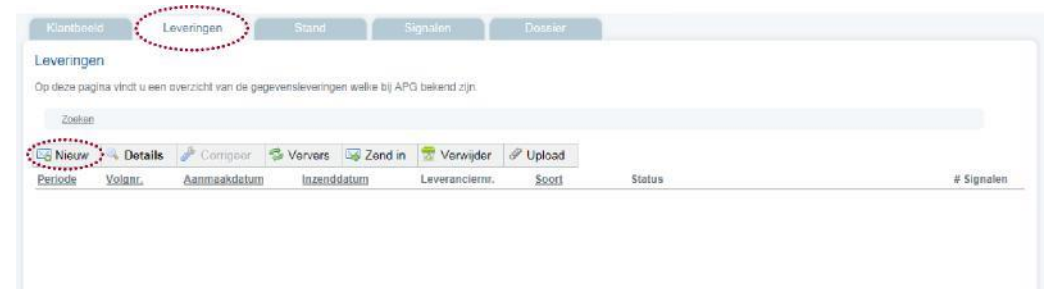 Klantbeeld Leveringen Stand Signalen Dossier
Leveringen
Op deze pagina vindt u een overzicht van de gegevensleveringen welke bij APG bekend zijn.
Zoeken
Nieuw Details Corrigeer Ververs Zend in Verwijder Upload
Periode Volgnr. Aanmaakdatum Inzenddatum Leveranciernr. Soort Status # Signalen